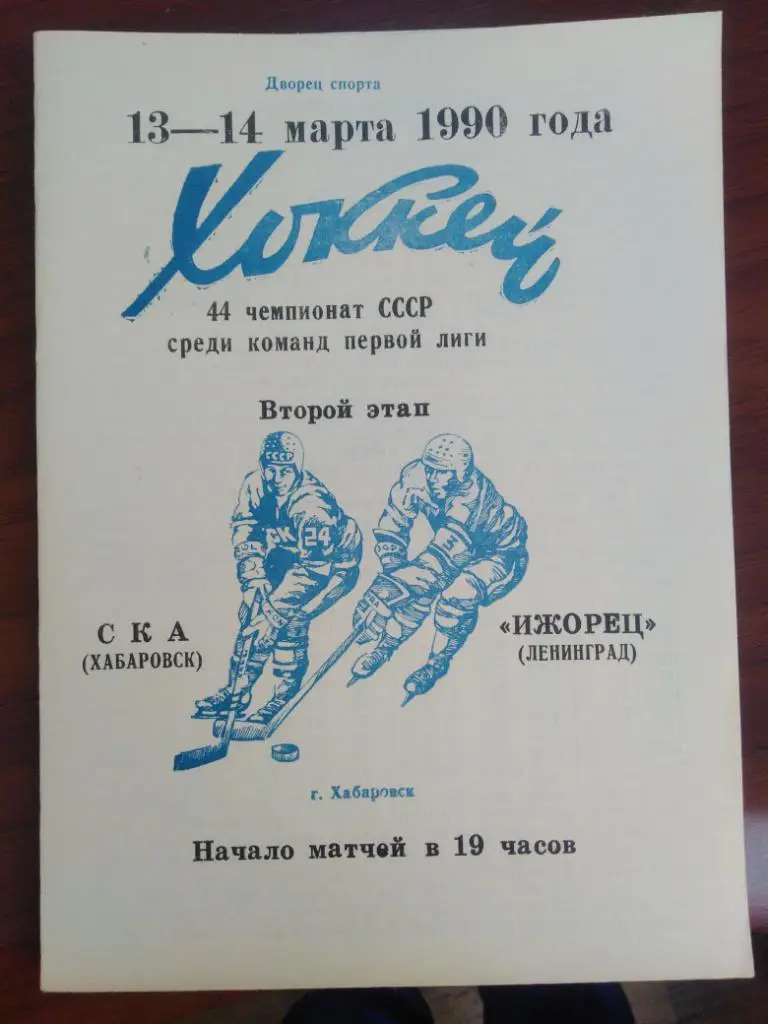 Дворец спорта
13—14 марта 1990 года
Хоккей
44 чемпионат СССР
среди команд первой лиги
Второй этап
СССР
СК 24
СКА
(ХАБАРОВСК)
«ИЖОРЕЦ»
(ЛЕНИНГРАД)
г. Хабаровск
Начало матчей в 19 часов